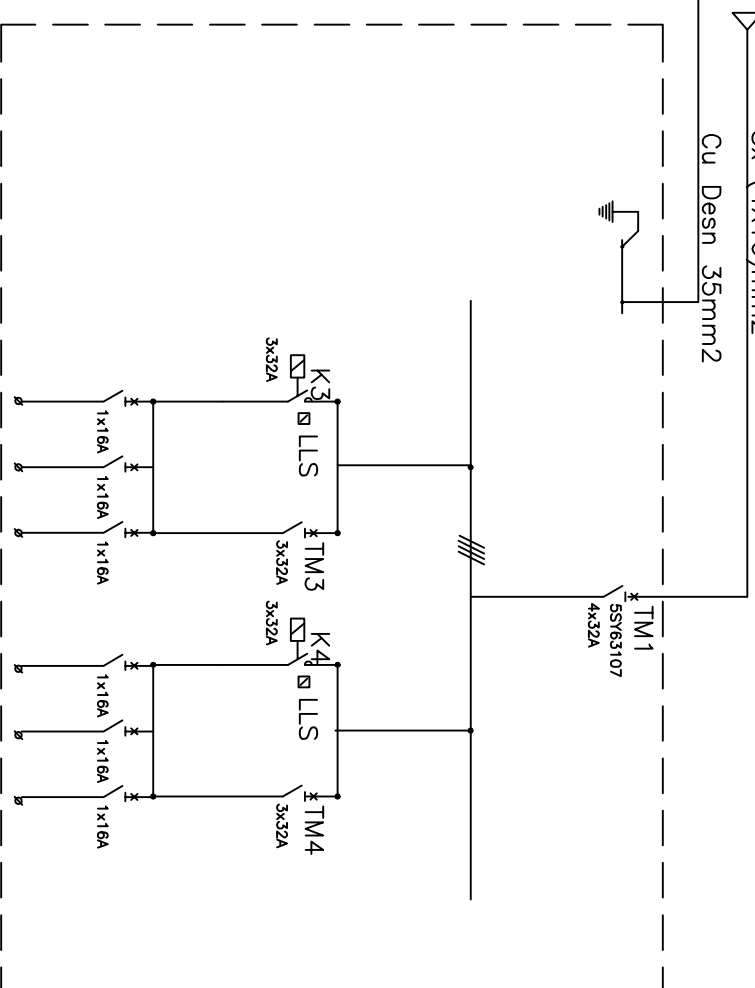 Cu Desn 35mm2
TM1
5SY63107
4x32A
K3
3x32A
LLS
TM3
3x32A
1x16A
1x16A
1x16A
K4
3x32A
LLS
TM4
3x32A
1x16A
1x16A
1x16A